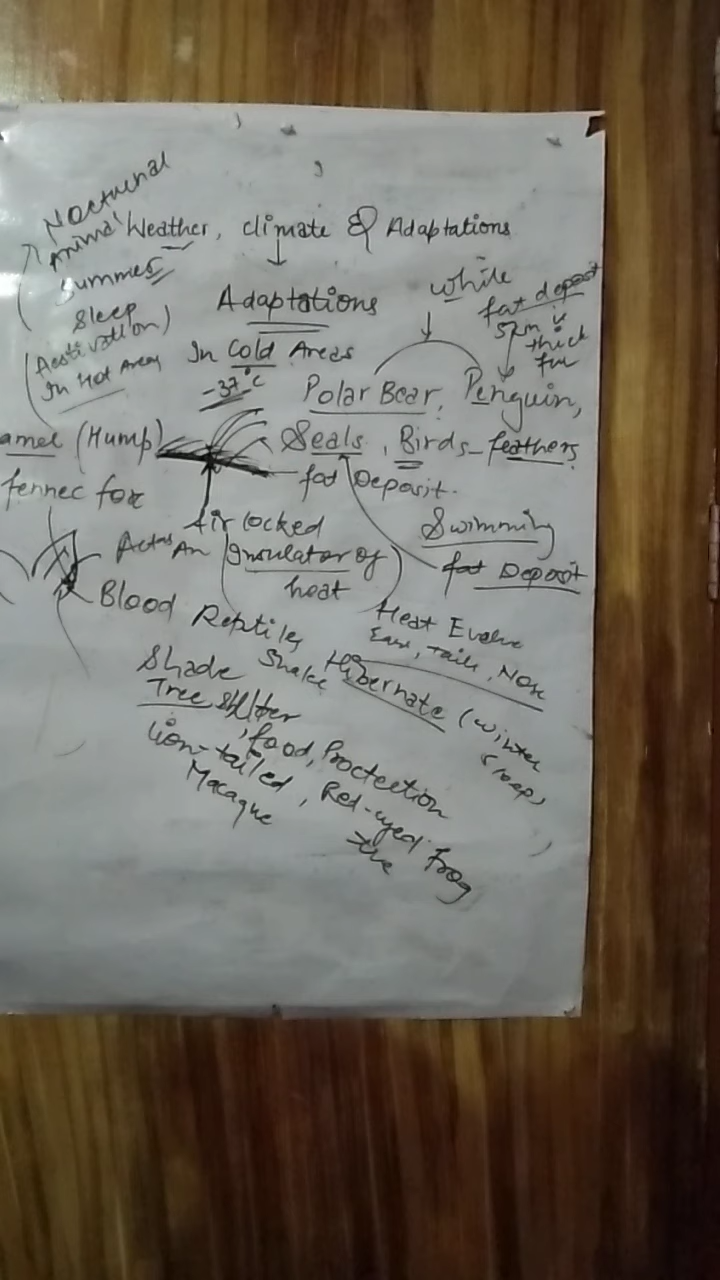 Nocturnal
Animal
Weather, climate & Adaptations
Summer
Sleep
(Aestivation)
In Hot Area
Adaptations
In Cold Areas
-37°C
white
fat deposit
5cm
thick
fur
Polar Bear, Penguin,
Seals, Birds - feathers
fat Deposit.
amel (Hump)
fennec fox
Air locked
Acts An Insulator of
heat
Swimming
fat Deposit
Blood Reptiles
Snake Hibernate (winter
sleep)
Heat Evolve
Ears, Tails, Nose
Shade
Tree Shelter
, food, Proctection
Lion-tailed, Red-eyed Frog
Macaque
tree